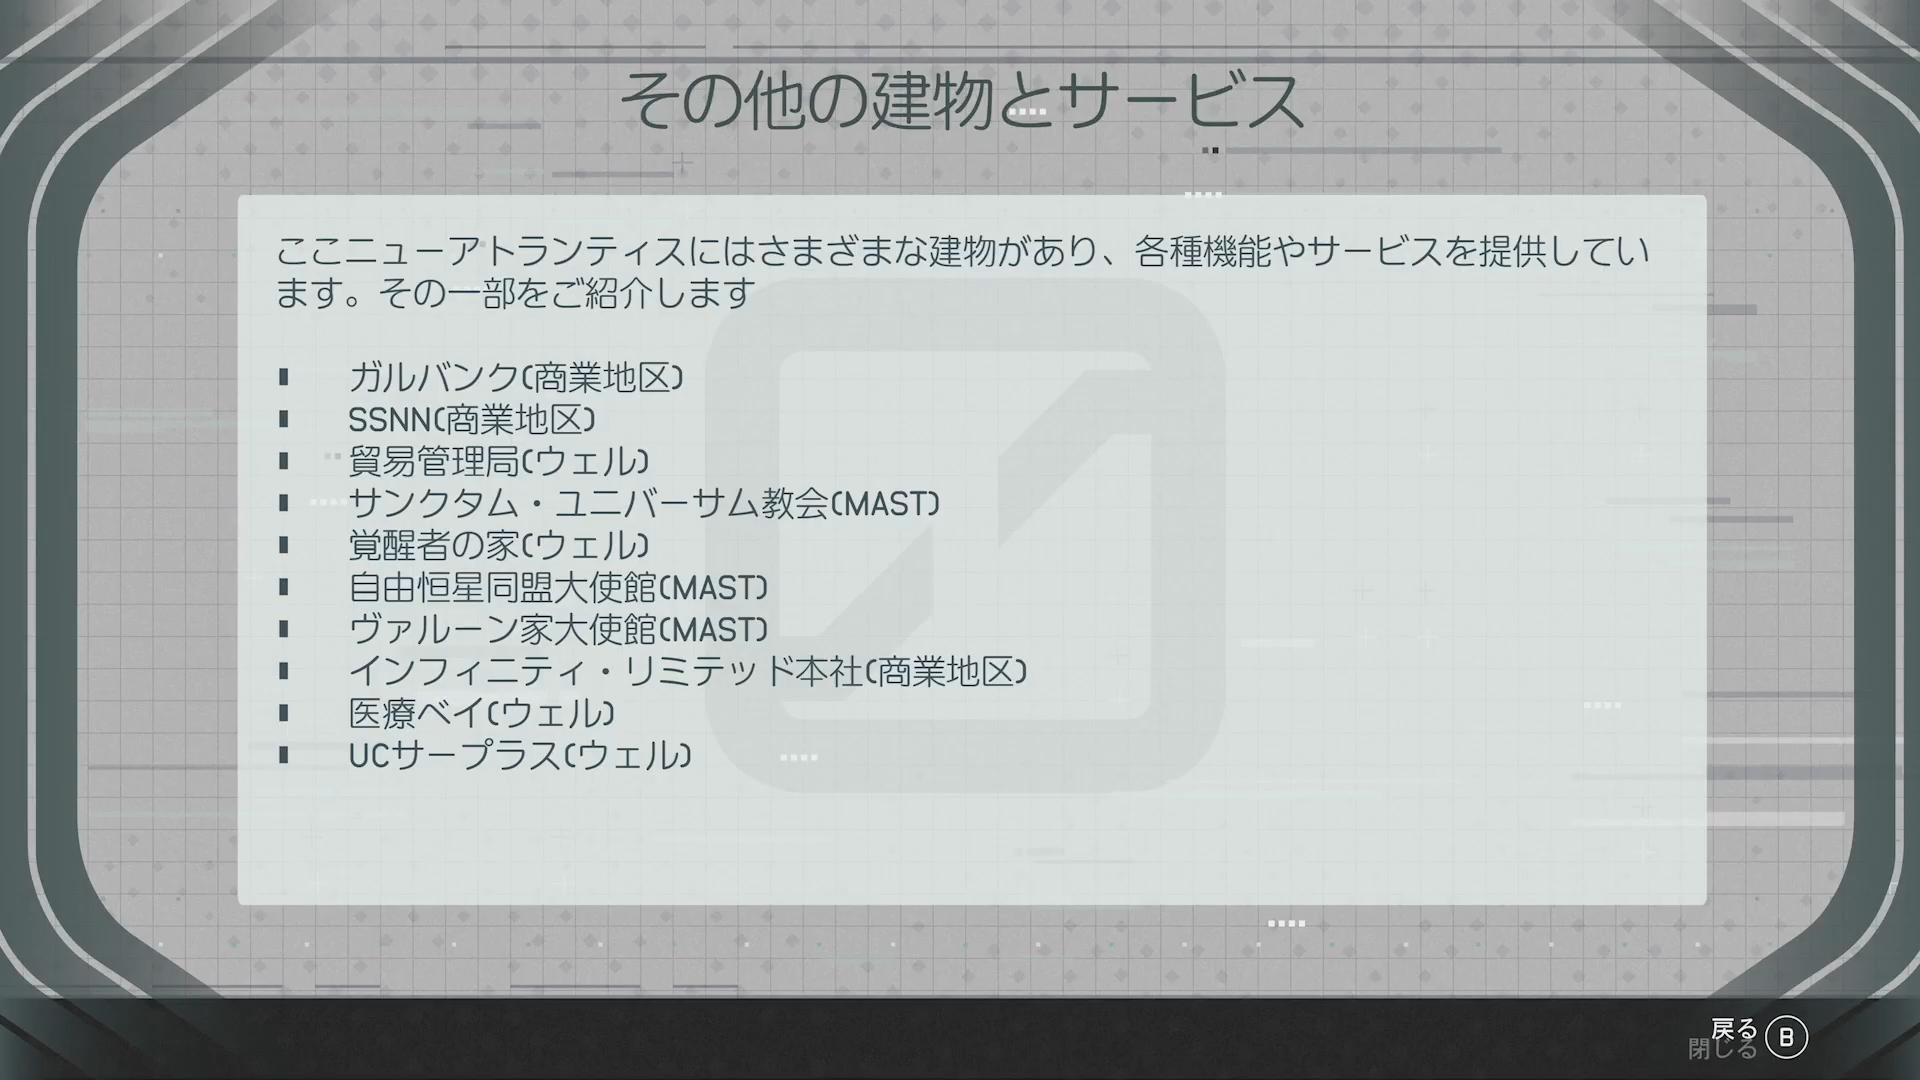 その他の建物とサービス
ここニューアトランティスにはさまざまな建物があり、各種機能やサービスを提供してい
ます。その一部をご紹介します
ガルバンク(商業地区)
SSNN(商業地区)
貿易管理局(ウェル)
サンクタム・ユニバーサム教会(MAST)
覚醒者の家(ウェル)
自由恒星同盟大使館(MAST)
ヴァルーン家大使館(MAST)
インフィニティ・リミテッド本社(商業地区)
医療ベイ(ウェル)
UCサープラス(ウェル)
戻る B
閉じる